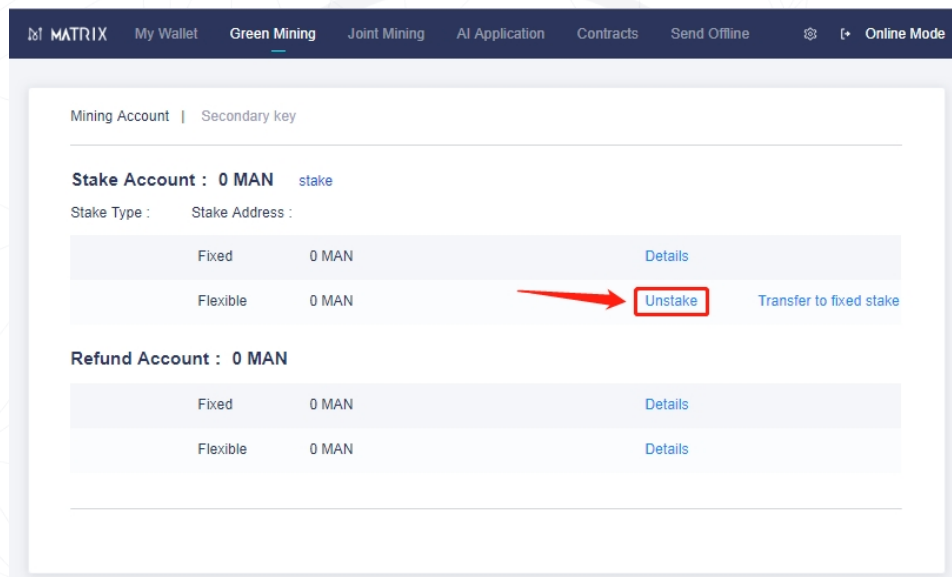 MATRIX My Wallet Green Mining Joint Mining AI Application Contracts Send Offline Online Mode
Mining Account | Secondary key
Stake Account : 0 MAN stake
Stake Type : Stake Address :
Fixed 0 MAN Details
Flexible 0 MAN Unstake Transfer to fixed stake
Refund Account : 0 MAN
Fixed 0 MAN Details
Flexible 0 MAN Details